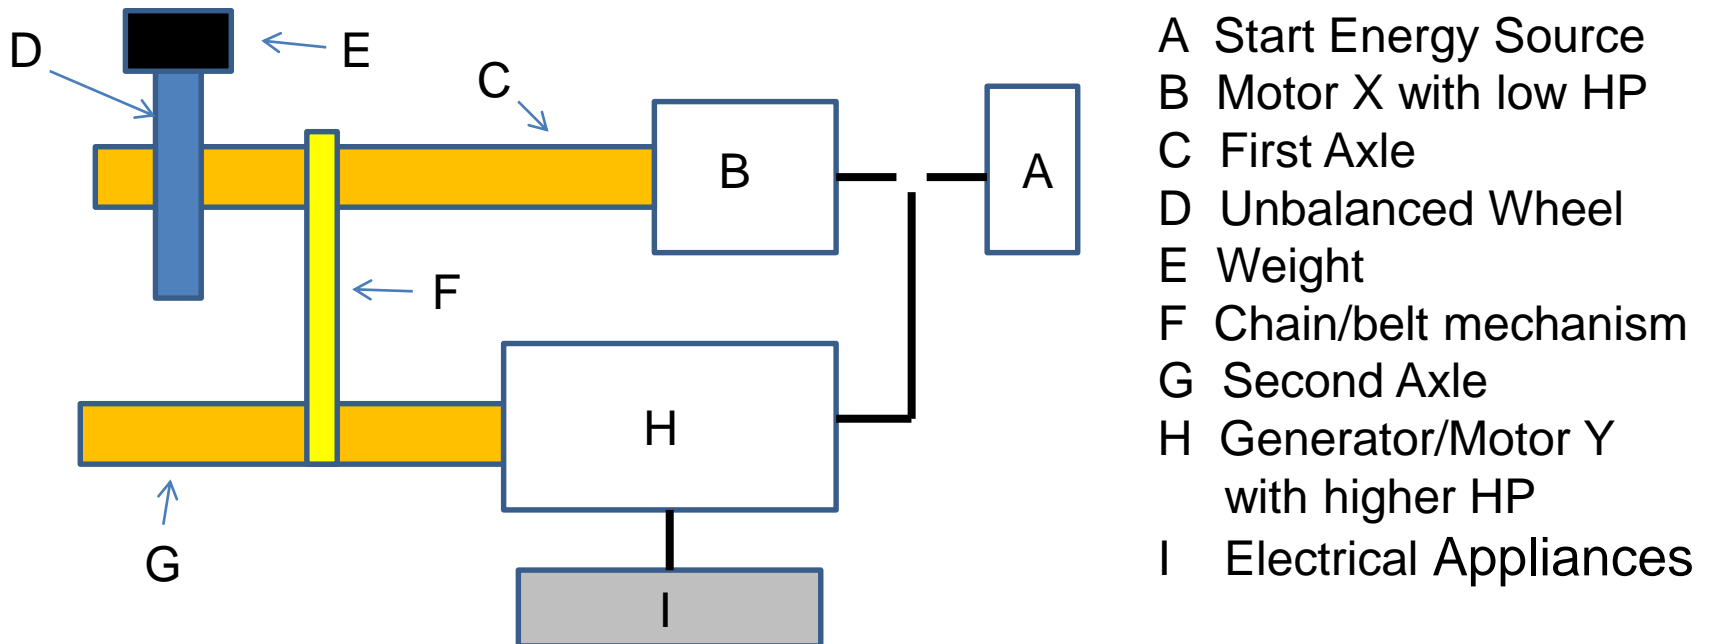 D
E
C
B
A
F
H
G
I
A Start Energy Source
B Motor X with low HP
C First Axle
D Unbalanced Wheel
E Weight
F Chain/belt mechanism
G Second Axle
H Generator/Motor Y
with higher HP
I Electrical Appliances